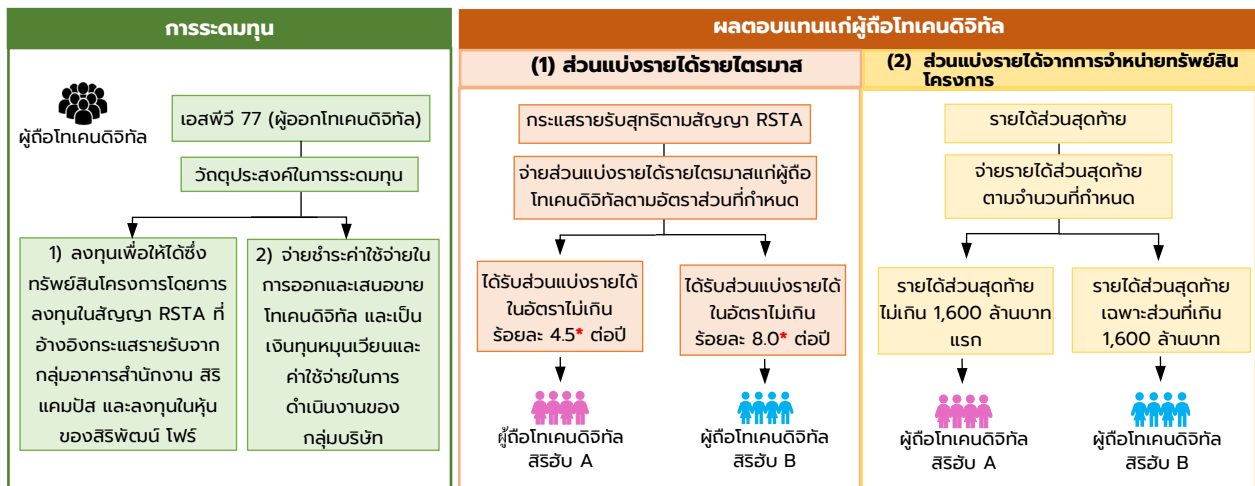 การระดมทุน
ผู้ถือโทเคนดิจิทัล
เอสพีวี 77 (ผู้ออกโทเคนดิจิทัล)
วัถตุประสงค์ในการระดมทุน
1) ลงทุนเพื่อให้ได้ซึ่ง
ทรัพย์สินโครงการโดยการ
ลงทุนในสัญญา RSTA ที่
อ้างอิงกระแสรายรับจาก
กลุ่มอาคารสำนักงาน สิริ
แคมปัส และลงทุนในหุ้น
ของสิริพัฒน์ โฟร์
2) จ่ายชำระค่าใช้จ่ายใน
การออกและเสนอขาย
โทเคนดิจิทัล และเป็น
เงินทุนหมุนเวียนและ
ค่าใช้จ่ายในการ
ดำเนินงานของ
กลุ่มบริษัท
ผลตอบแทนแก่ผู้ถือโทเคนดิจิทัล
(1) ส่วนแบ่งรายได้รายไตรมาส
กระแสรายรับสุทธิตามสัญญา RSTA
จ่ายส่วนแบ่งรายได้รายไตรมาสแก่ผู้ถือ
โทเคนดิจิทัลตามอัตราส่วนที่กำหนด
ได้รับส่วนแบ่งรายได้
ในอัตราไม่เกิน
ร้อยละ 4.5* ต่อปี
ผู้ถือโทเคนดิจิทัล
สิริฮับ A
ได้รับส่วนแบ่งรายได้
ในอัตราไม่เกิน
ร้อยละ 8.0* ต่อปี
ผู้ถือโทเคนดิจิทัล
สิริฮับ B
(2) ส่วนแบ่งรายได้จากการจำหน่ายทรัพย์สิน
โครงการ
รายได้ส่วนสุดท้าย
จ่ายรายได้ส่วนสุดท้าย
ตามจำนวนที่กำหนด
รายได้ส่วนสุดท้าย
ไม่เกิน 1,600 ล้านบาท
แรก
ผู้ถือโทเคนดิจิทัล
สิริฮับ A
รายได้ส่วนสุดท้าย
เฉพาะส่วนที่เกิน
1,600 ล้านบาท
ผู้ถือโทเคนดิจิทัล
สิริฮับ B